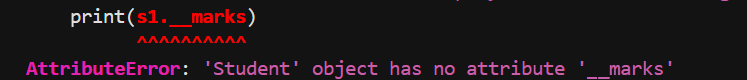 print(s1.__marks)
^^^^^^^^^^
AttributeError: 'Student' object has no attribute '__marks'